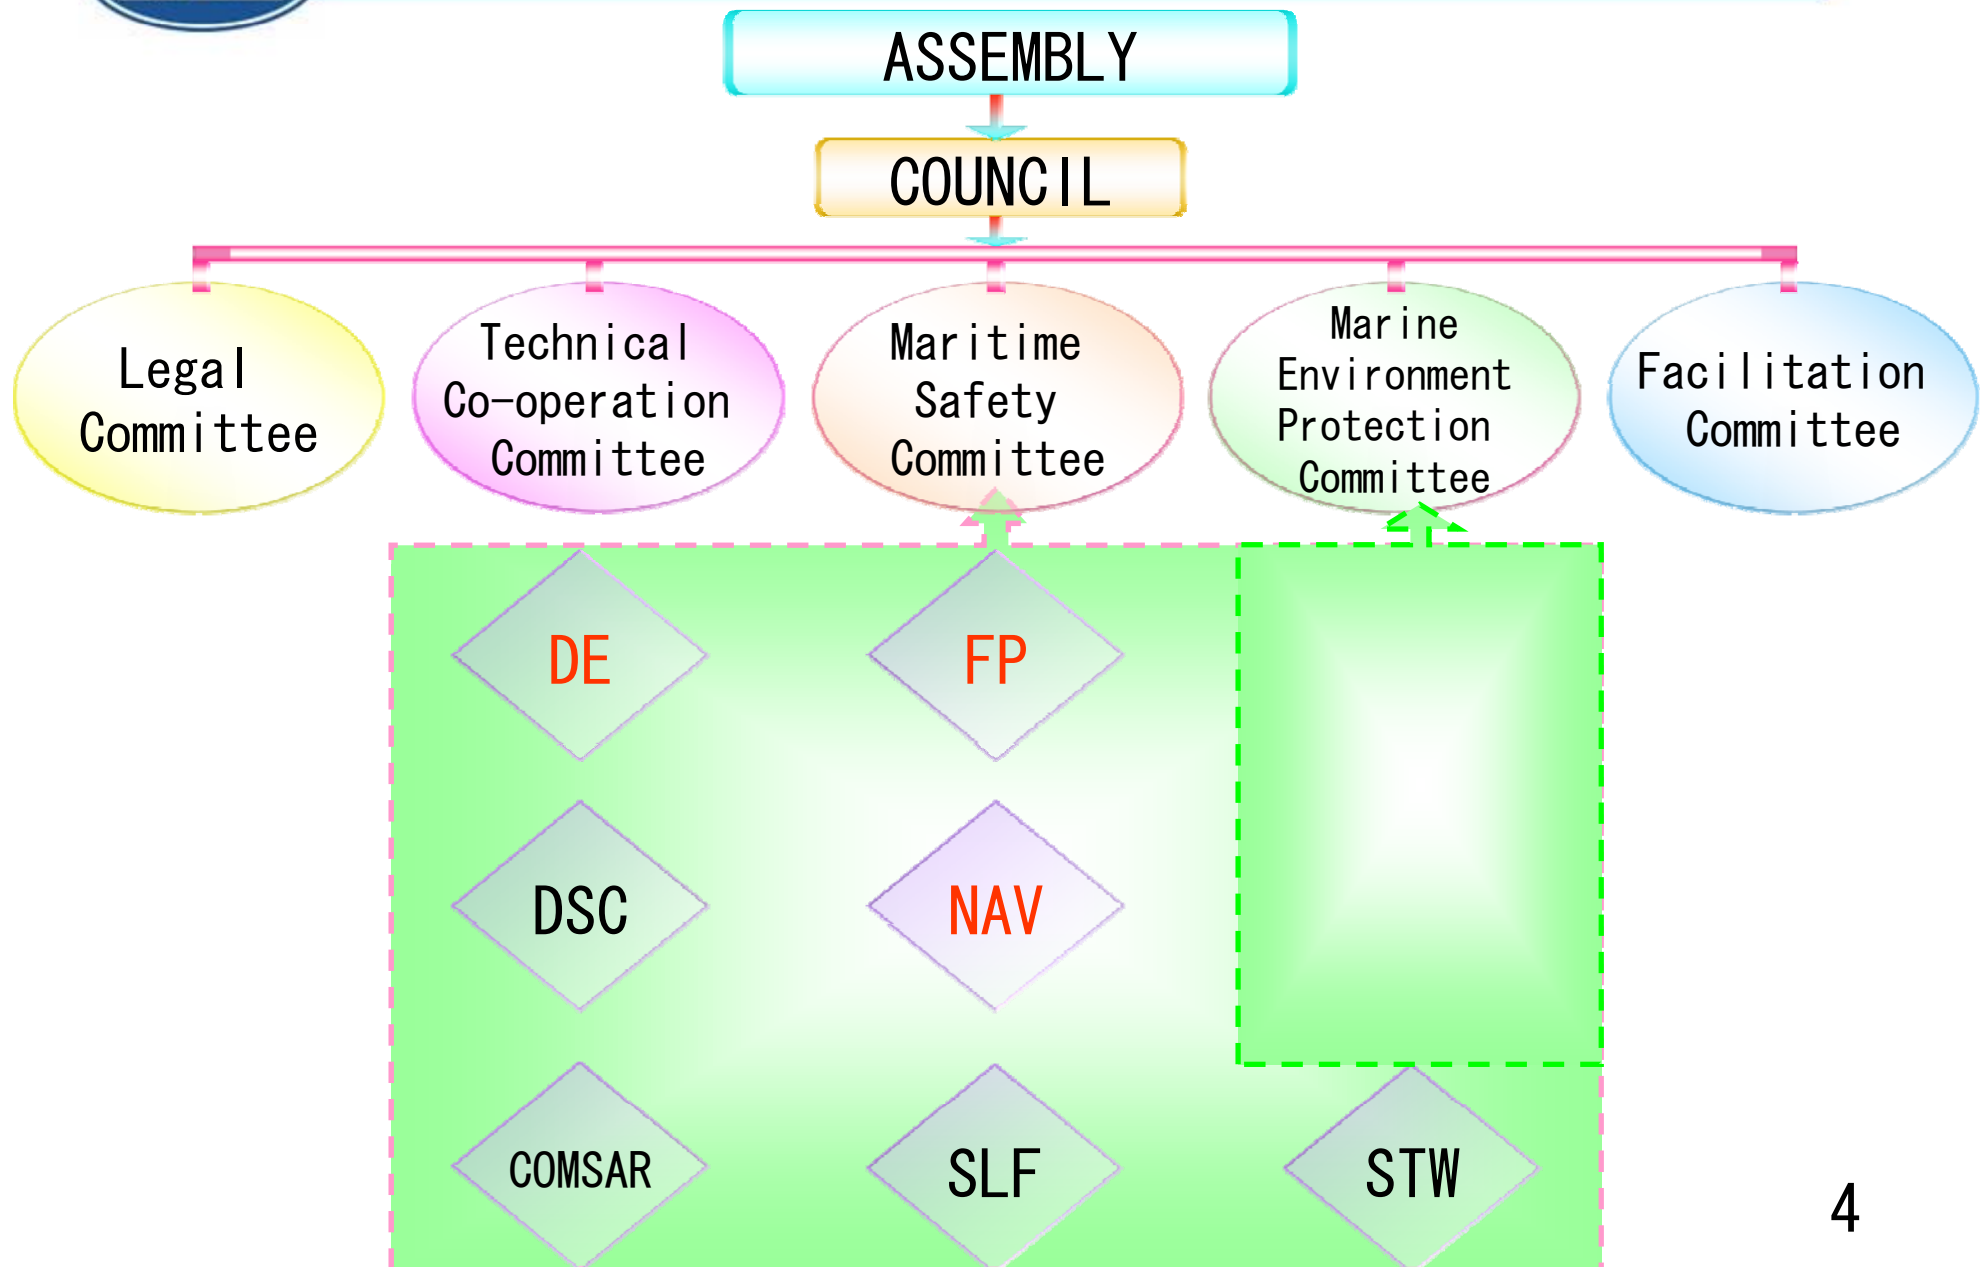 ASSEMBLY
COUNCIL
Legal
Committee
Technical
Co-operation
Committee
Maritime
Safety
Committee
Marine
Environment
Protection
Committee
Facilitation
Committee
DE
FP
DSC
NAV
COMSAR
SLF
STW
4